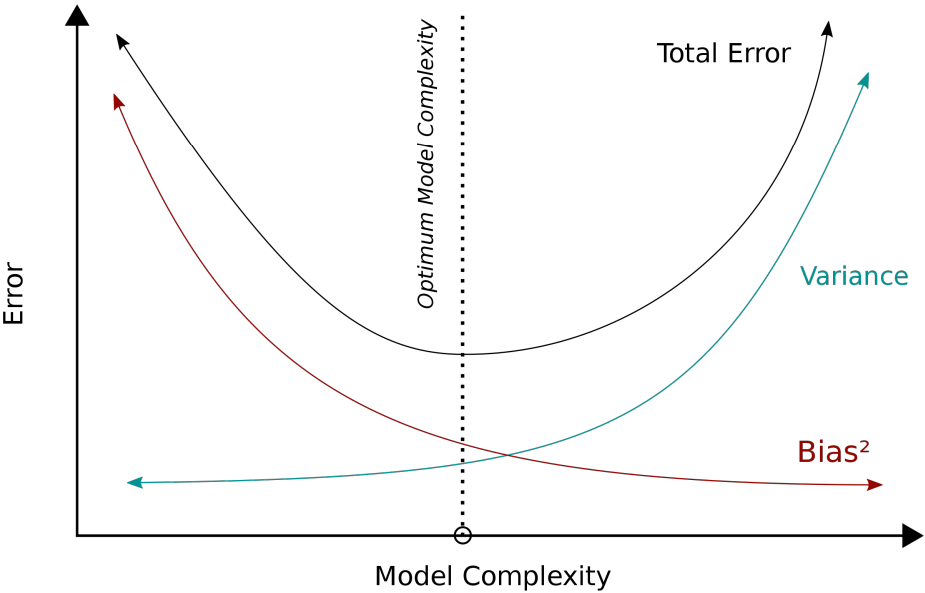 Total Error
Optimum Model Complexity
Variance
Error
Bias²
Model Complexity